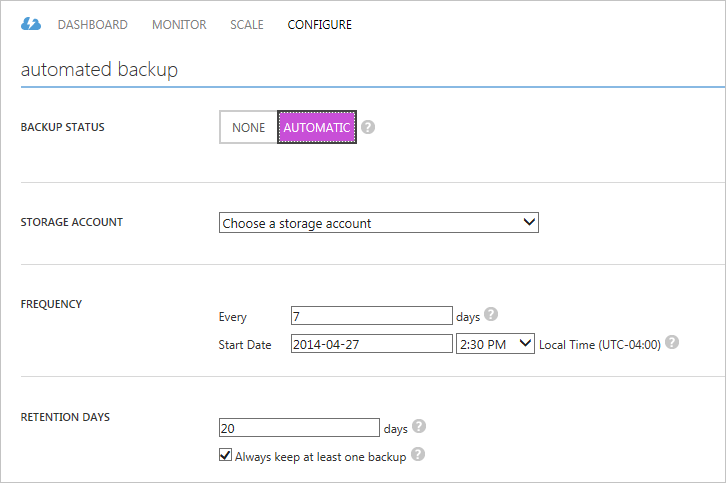 DASHBOARD MONITOR SCALE CONFIGURE
automated backup
BACKUP STATUS NONE AUTOMATIC ?
STORAGE ACCOUNT Choose a storage account
FREQUENCY
Every 7 days ?
Start Date 2014-04-27 2:30 PM Local Time (UTC-04:00) ?
RETENTION DAYS
20 days ?
Always keep at least one backup ?